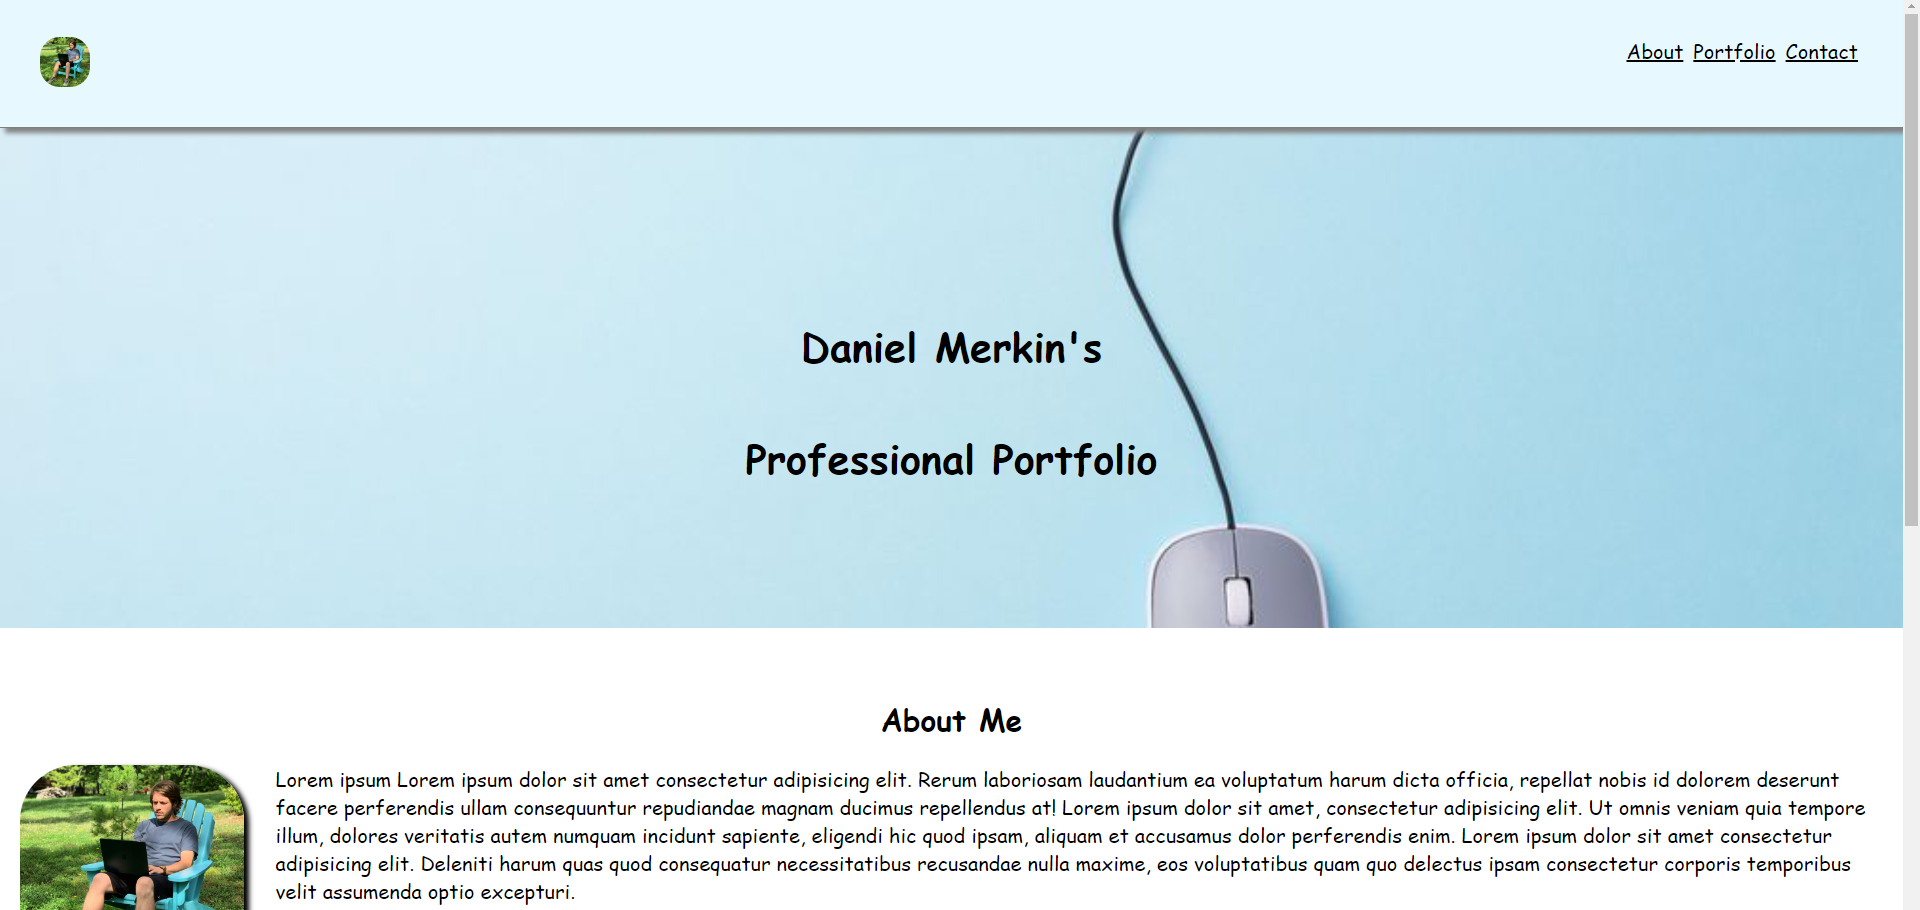 About Portfolio Contact
Daniel Merkin's
Professional Portfolio
About Me
Lorem ipsum Lorem ipsum dolor sit amet consectetur adipisicing elit. Rerum laboriosam laudantium ea voluptatum harum dicta officia, repellat nobis id dolorem deserunt
facere perferendis ullam consequuntur repudiandae magnam ducimus repellendus at! Lorem ipsum dolor sit amet, consectetur adipisicing elit. Ut omnis veniam quia tempore
illum, dolores veritatis autem numquam incidunt sapiente, eligendi hic quod ipsam, aliquam et accusamus dolor perferendis enim. Lorem ipsum dolor sit amet consectetur
adipisicing elit. Deleniti harum quas quod consequatur necessitatibus recusandae nulla maxime, eos voluptatibus quam quo delectus ipsam consectetur corporis temporibus
velit assumenda optio excepturi.